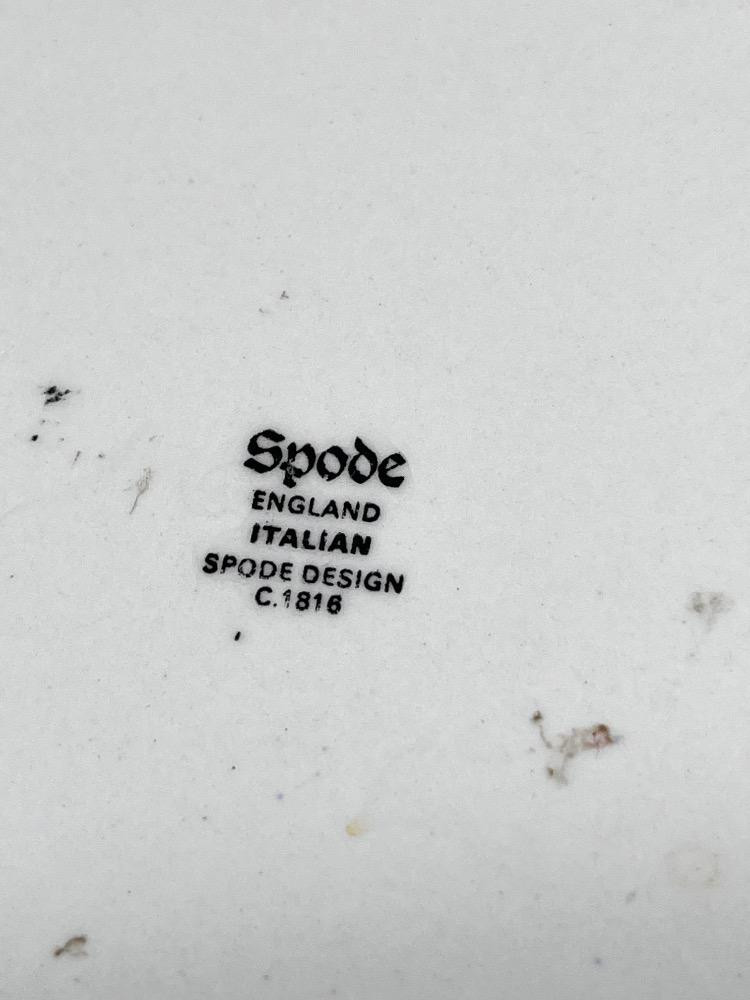 Spode
ENGLAND
ITALIAN
SPODE DESIGN
C.1816